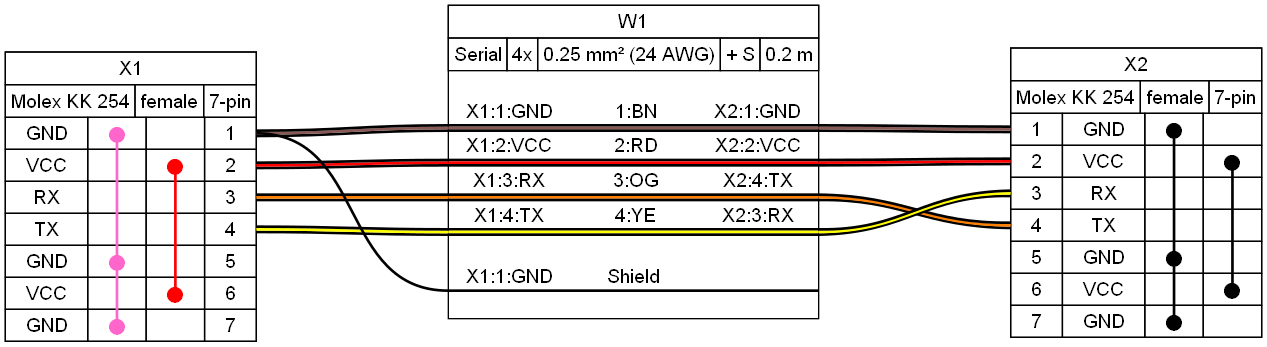 X1
Molex KK 254 female 7-pin
GND 1
VCC 2
RX 3
TX 4
GND 5
VCC 6
GND 7
W1
Serial 4x 0.25 mm² (24 AWG) + S 0.2 m
X1:1:GND 1:BN X2:1:GND
X1:2:VCC 2:RD X2:2:VCC
X1:3:RX 3:OG X2:4:TX
X1:4:TX 4:YE X2:3:RX
X1:1:GND Shield
X2
Molex KK 254 female 7-pin
1 GND
2 VCC
3 RX
4 TX
5 GND
6 VCC
7 GND